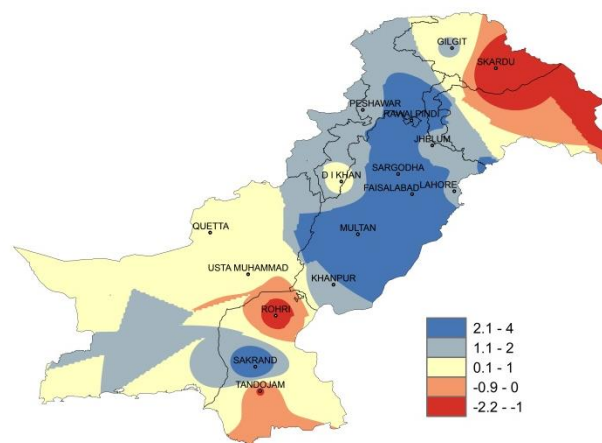 GILGIT
SKARDU
PESHAWAR
RAWALPINDI
JHELUM
D I KHAN
SARGODHA
FAISALABAD
LAHORE
QUETTA
MULTAN
USTA MUHAMMAD
KHANPUR
ROHRI
SAKRAND
TANDOJAM
2.1 - 4
1.1 - 2
0.1 - 1
-0.9 - 0
-2.2 - -1